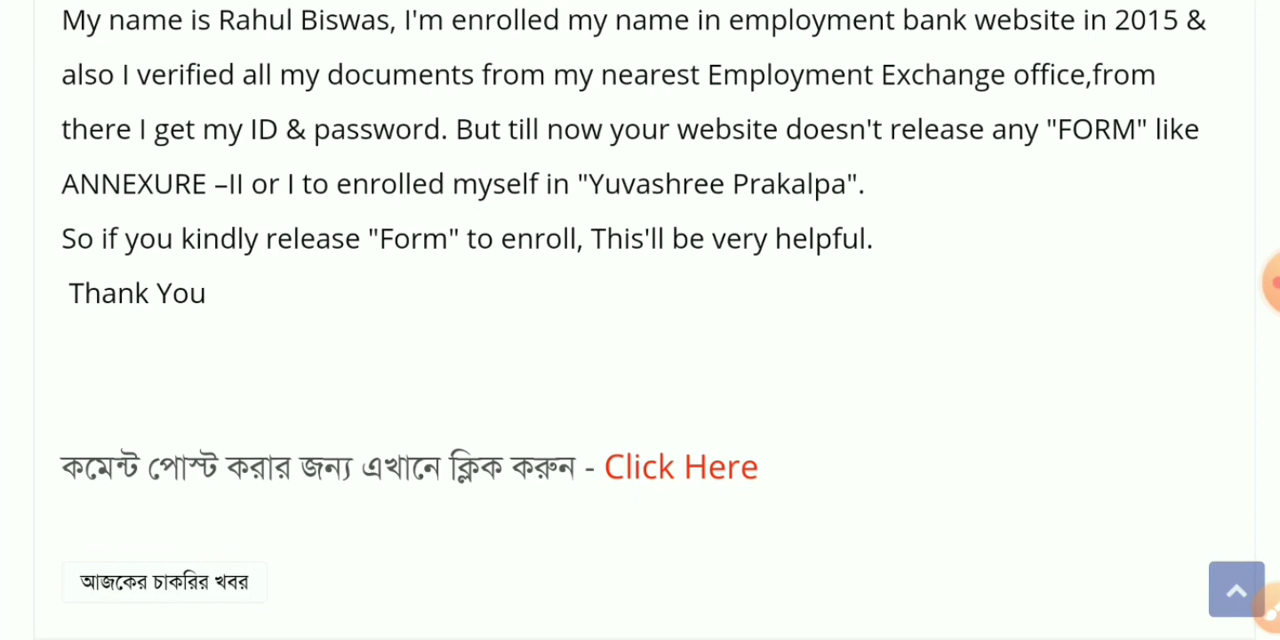 My name is Rahul Biswas, I'm enrolled my name in employment bank website in 2015 &
also I verified all my documents from my nearest Employment Exchange office,from
there I get my ID & password. But till now your website doesn't release any "FORM" like
ANNEXURE –II or I to enrolled myself in "Yuvashree Prakalpa".
So if you kindly release "Form" to enroll, This'll be very helpful.
Thank You
কমেন্ট পোস্ট করার জন্য এখানে ক্লিক করুন - Click Here
আজকের চাকরির খবর